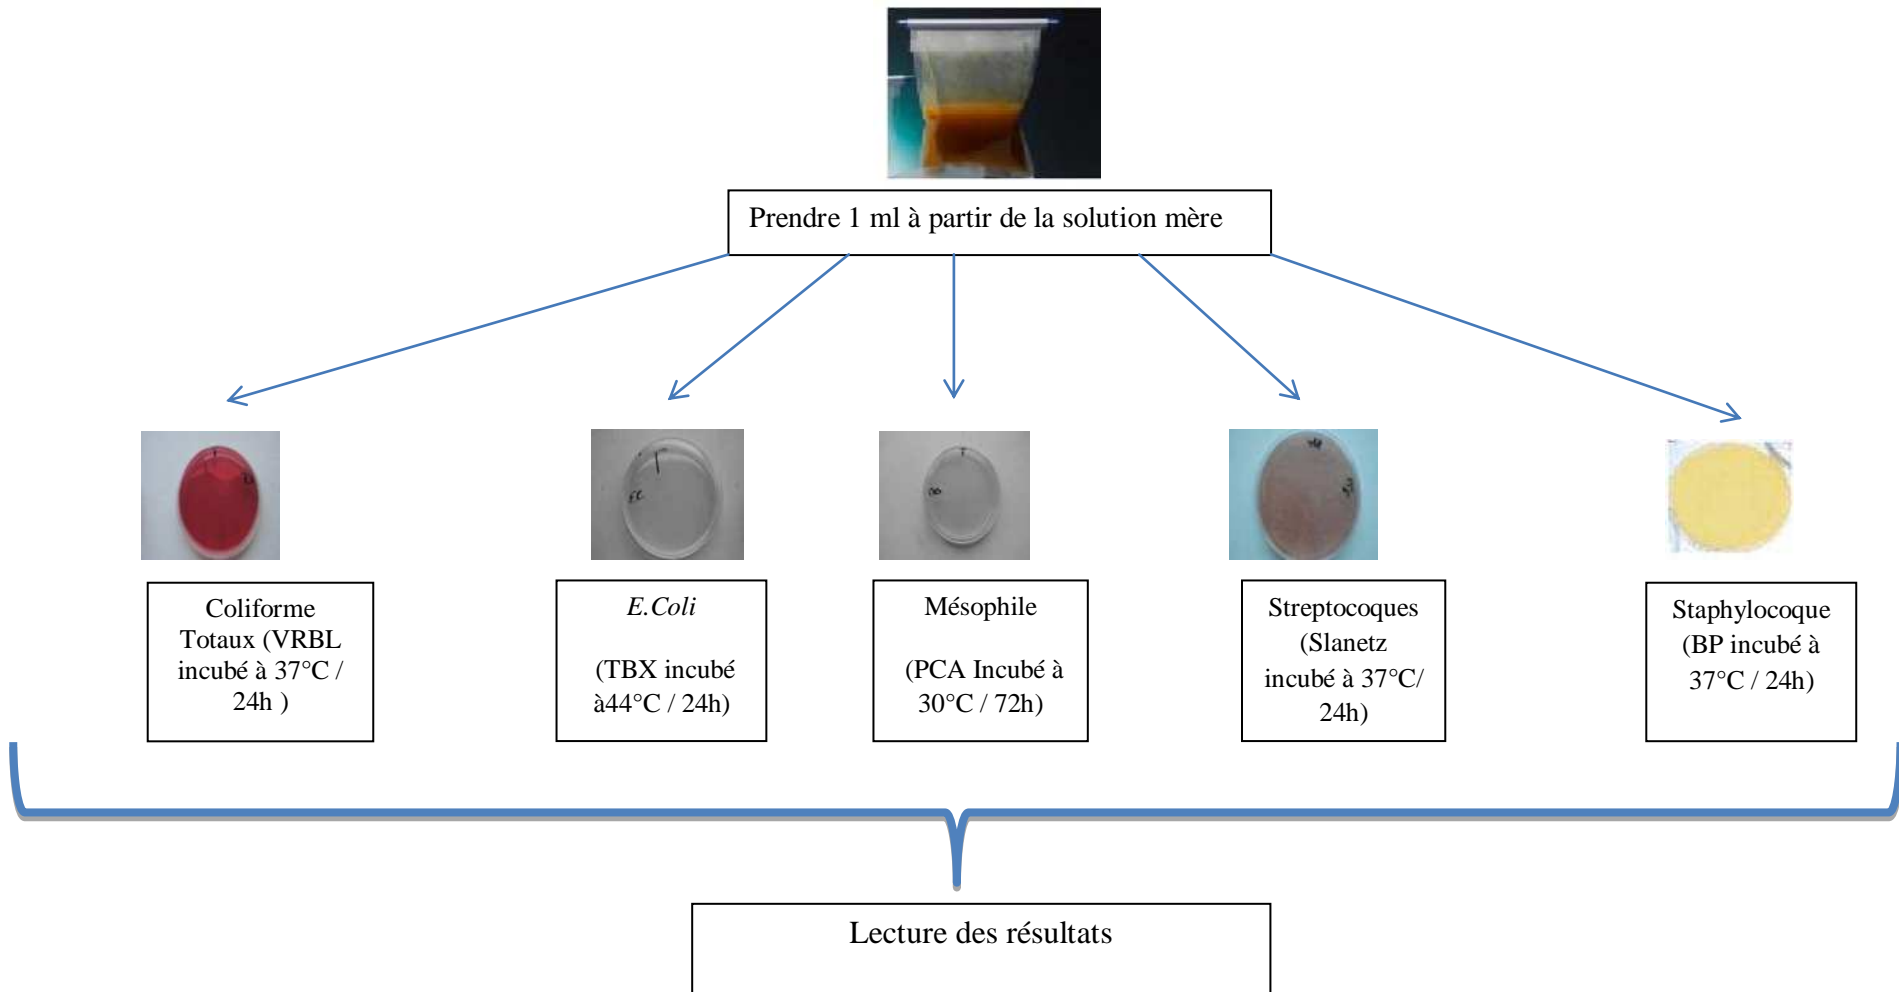 Prendre 1 ml à partir de la solution mère
Coliforme
Totaux (VRBL
incubé à 37°C /
24h )
E.Coli
(TBX incubé
à44°C / 24h)
Mésophile
(PCA Incubé à
30°C / 72h)
Streptocoques
(Slanetz
incubé à 37°C/
24h)
Staphylocoque
(BP incubé à
37°C / 24h)
Lecture des résultats